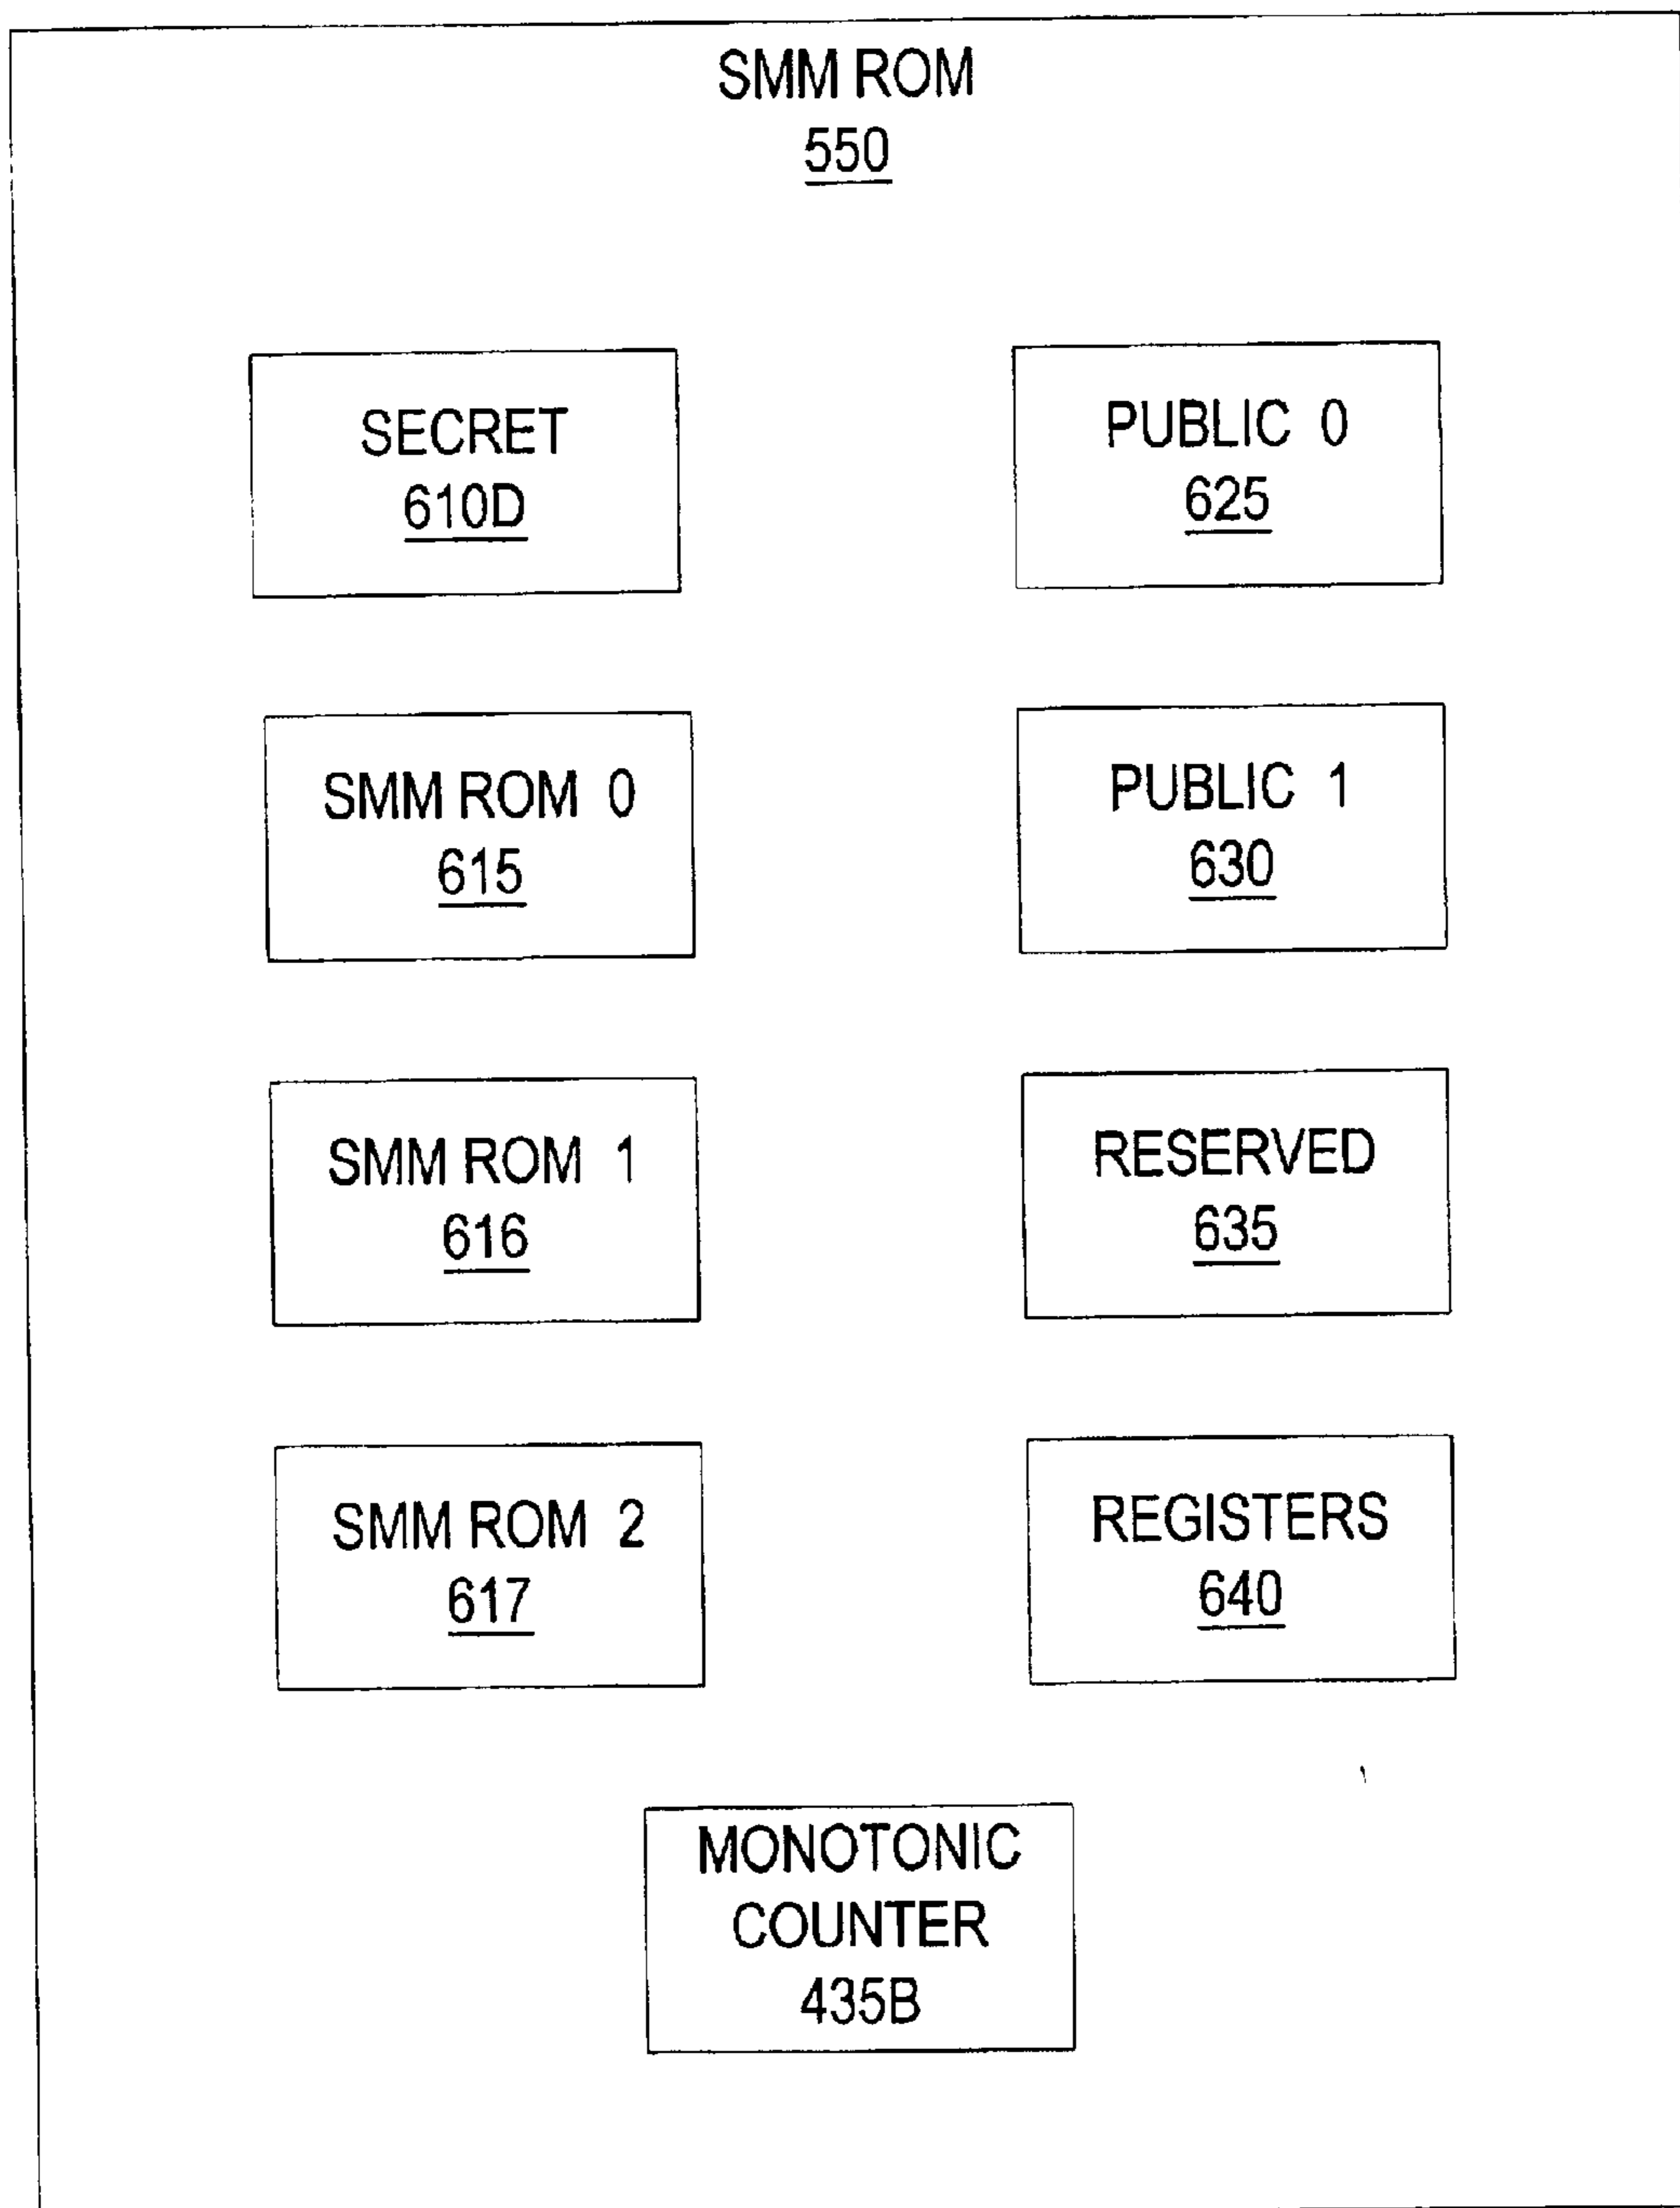 SMM ROM
550
SECRET
610D
PUBLIC 0
625
SMM ROM 0
615
PUBLIC 1
630
SMM ROM 1
616
RESERVED
635
SMM ROM 2
617
REGISTERS
640
MONOTONIC
COUNTER
435B